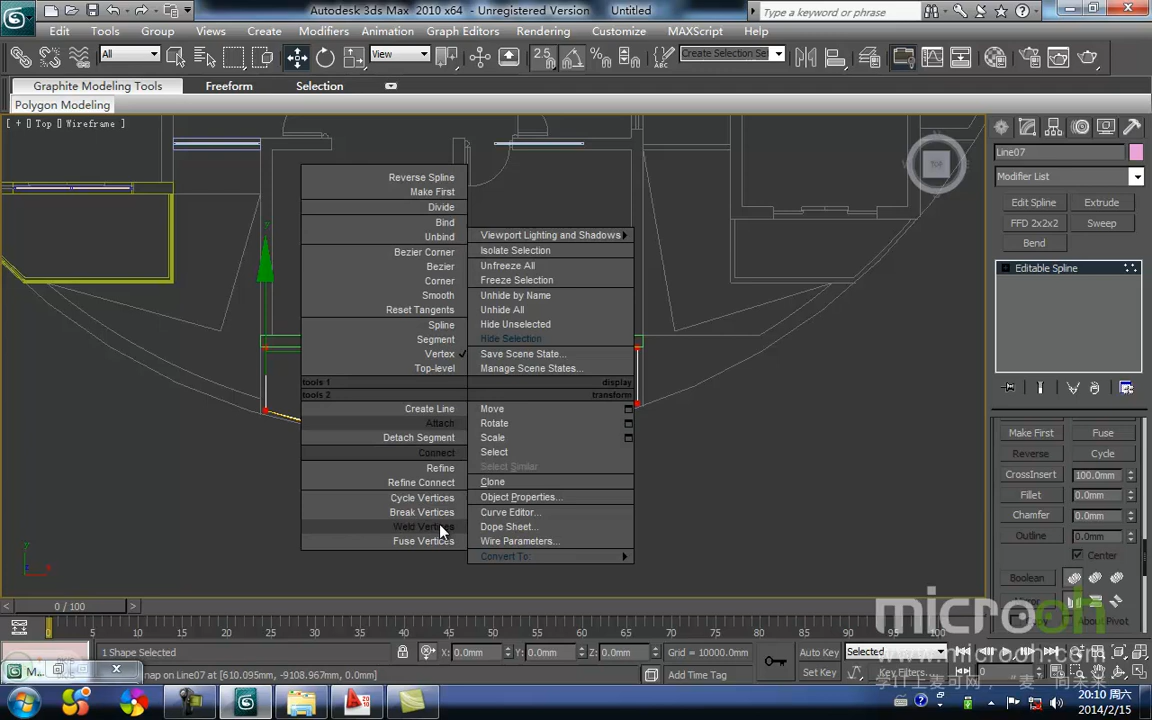 Autodesk 3ds Max 2010 x64 - Unregistered Version Untitled
Type a keyword or phrase
Edit Tools Group Views Create Modifiers Animation Graph Editors Rendering Customize MAXScript Help
All View 2.5 Create Selection Se
Graphite Modeling Tools Freeform Selection
Polygon Modeling
[ + ] Top [ Wireframe ]
TOP
Line07
Modifier List
Edit Spline Extrude
FFD 2x2x2 Sweep
Bend
Editable Spline
Reverse Spline
Make First
Divide
Bind
Unbind
Bezier Corner
Bezier
Corner
Smooth
Reset Tangents
Spline
Segment
Vertex
Top-level
tools 1
tools 2
Create Line
Attach
Detach Segment
Connect
Refine
Refine Connect
Cycle Vertices
Break Vertices
Weld Vertices
Fuse Vertices
Viewport Lighting and Shadows
Isolate Selection
Unfreeze All
Freeze Selection
Unhide by Name
Unhide All
Hide Unselected
Hide Selection
Save Scene State...
Manage Scene States...
display
transform
Move
Rotate
Scale
Select
Select Similar
Clone
Object Properties...
Curve Editor...
Dope Sheet...
Wire Parameters...
Convert To:
Make First Fuse
Reverse Cycle
CrossInsert 100.0mm
Fillet 0.0mm
Chamfer 0.0mm
Outline 0.0mm
Center
Boolean
About Pivot
microoh
www.microoh.com
0 / 100
0 5 10 15 20 25 30 35 40 45 50 55 60 65 70 75 80 85 90 95 100
1 Shape Selected X: 0.0mm Y: 0.0mm Z: 0.0mm Grid = 10000.0mm Auto Key Selected
nap on Line07 at [610.095mm, -9108.967mm, 0.0mm] Add Time Tag Set Key Key Filters...
20:10 周六
2014/2/15